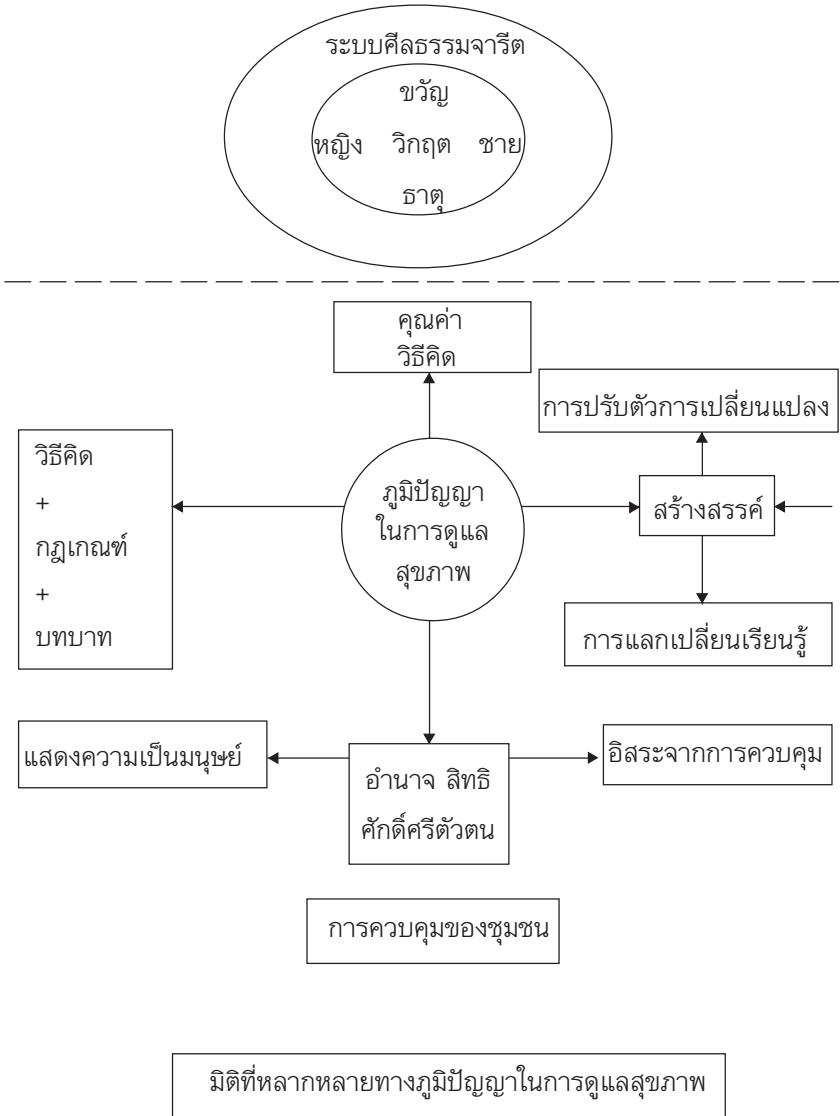 ระบบศีลธรรมจารีต
ขวัญ
หญิง วิกฤต ชาย
ธาตุ
คุณค่า
วิธีคิด
การปรับตัวการเปลี่ยนแปลง
วิธีคิด
+
กฎเกณฑ์
+
บทบาท
ภูมิปัญญา
ในการดูแล
สุขภาพ
สร้างสรรค์
การแลกเปลี่ยนเรียนรู้
แสดงความเป็นมนุษย์
อำนาจ สิทธิ
ศักดิ์ศรีตัวตน
อิสระจากการควบคุม
การควบคุมของชุมชน
มิติที่หลากหลายทางภูมิปัญญาในการดูแลสุขภาพ